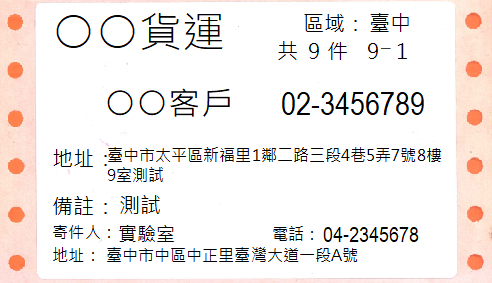 〇〇貨運
區域：臺中
共 9 件 9-1
〇〇客戶 02-3456789
地址：臺中市太平區新福里1鄰二路三段4巷5弄7號8樓
9室測試
備註：測試
寄件人：實驗室 電話：04-2345678
地址：臺中市中區中正里臺灣大道一段A號